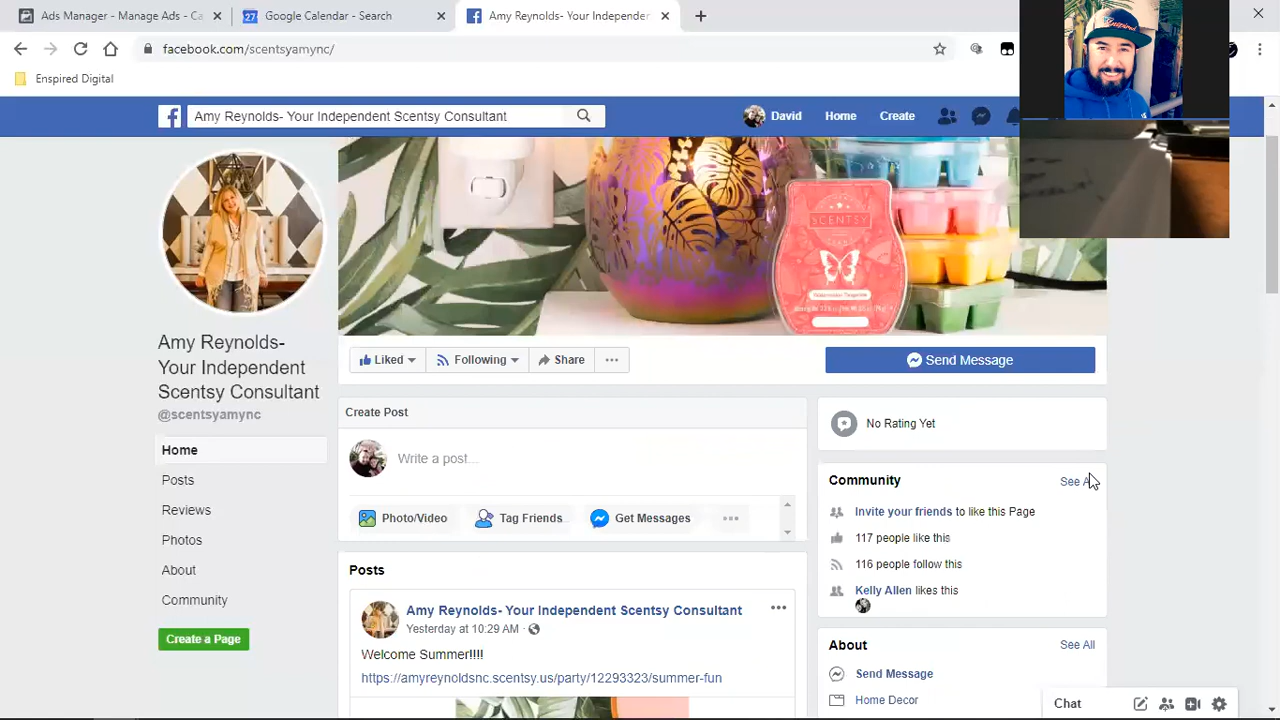 Ads Manager - Manage Ads - Ca
Google Calendar - Search
Amy Reynolds- Your Independen
facebook.com/scentsyamync/
Enspired Digital
Amy Reynolds- Your Independent Scentsy Consultant
David
Home
Create
SCENTSY
Amy Reynolds-
Your Independent
Scentsy Consultant
@scentsyamync
Liked
Following
Share
Send Message
Home
Posts
Reviews
Photos
About
Community
Create a Page
Create Post
Write a post...
Photo/Video
Tag Friends
Get Messages
Posts
Amy Reynolds- Your Independent Scentsy Consultant
Yesterday at 10:29 AM
Welcome Summer!!!!
https://amyreynoldsnc.scentsy.us/party/12293323/summer-fun
No Rating Yet
Community
See
Invite your friends to like this Page
117 people like this
116 people follow this
Kelly Allen likes this
About
See All
Send Message
Home Decor
Chat